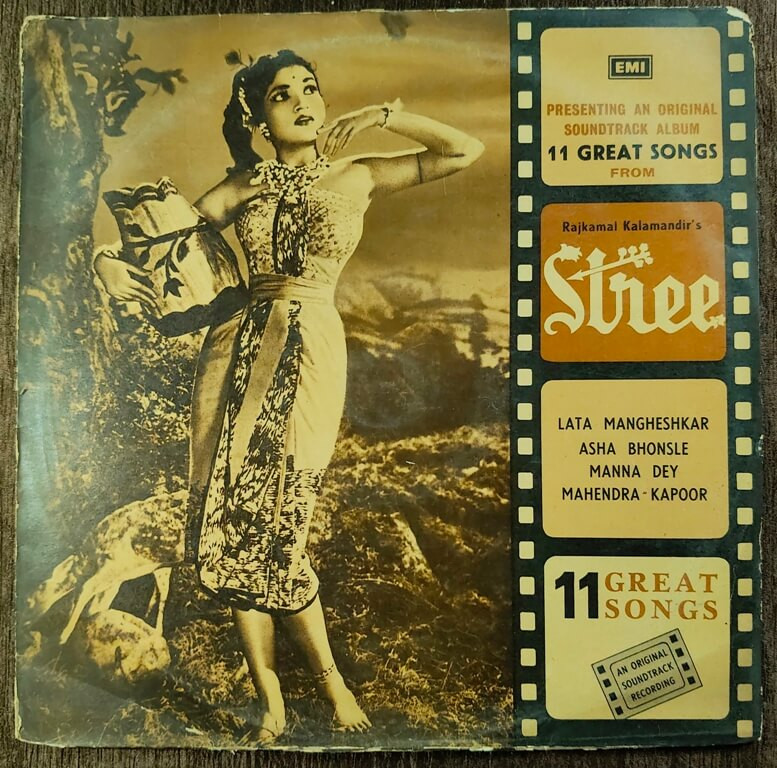 EMI
PRESENTING AN ORIGINAL
SOUNDTRACK ALBUM
11 GREAT SONGS
FROM
Rajkamal Kalamandir's
Stree
LATA MANGHESHKAR
ASHA BHONSLE
MANNA DEY
MAHENDRA - KAPOOR
11 GREAT
SONGS
AN ORIGINAL
SOUNDTRACK
RECORDING